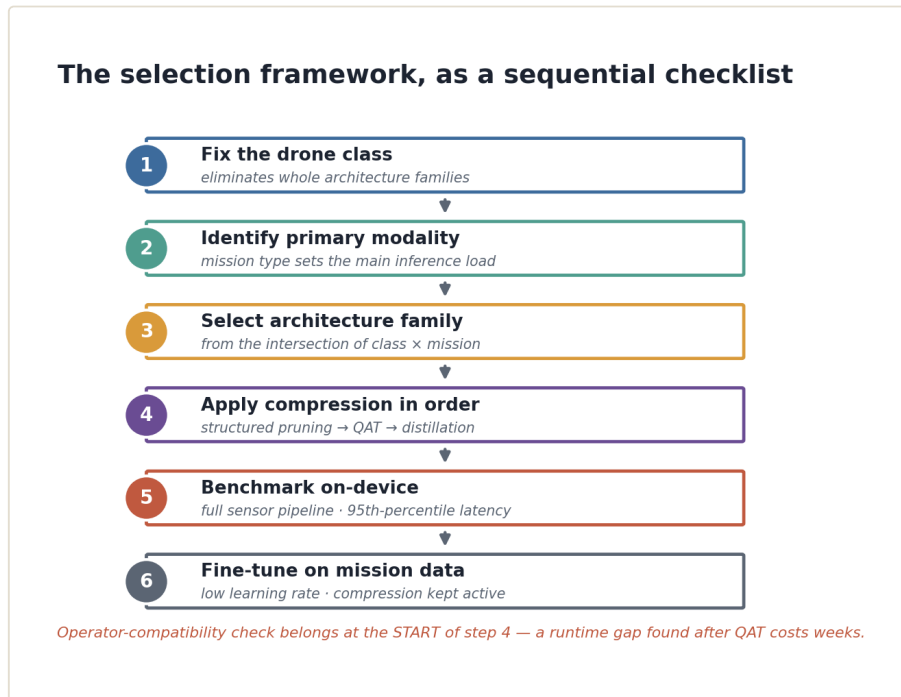 The selection framework, as a sequential checklist
1
Fix the drone class
eliminates whole architecture families
2
Identify primary modality
mission type sets the main inference load
3
Select architecture family
from the intersection of class × mission
4
Apply compression in order
structured pruning → QAT → distillation
5
Benchmark on-device
full sensor pipeline · 95th-percentile latency
6
Fine-tune on mission data
low learning rate · compression kept active
Operator-compatibility check belongs at the START of step 4 — a runtime gap found after QAT costs weeks.